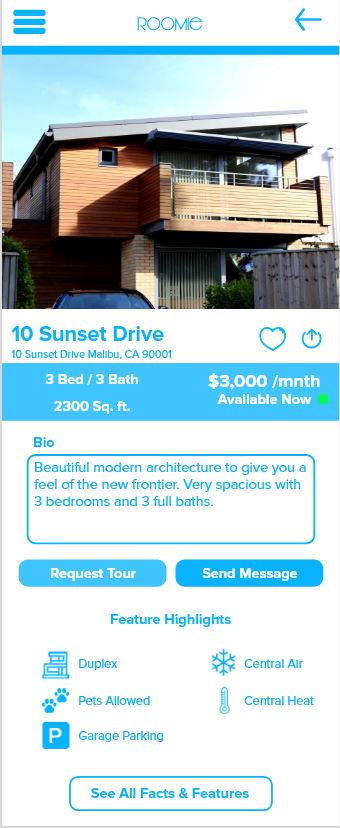 ROOMIE
10 Sunset Drive
10 Sunset Drive Malibu, CA 90001
3 Bed / 3 Bath
$3,000 /mnth
Available Now
2300 Sq. ft.
Bio
Beautiful modern architecture to give you a
feel of the new frontier. Very spacious with
3 bedrooms and 3 full baths.
Request Tour
Send Message
Feature Highlights
Duplex
Central Air
Pets Allowed
Central Heat
P
Garage Parking
See All Facts & Features